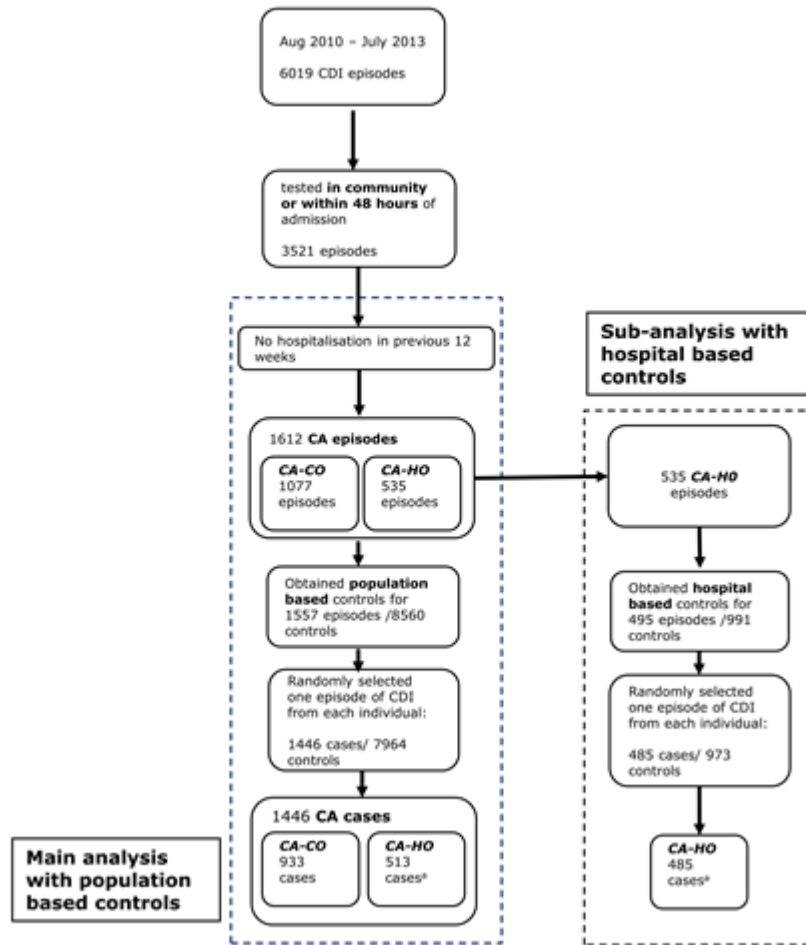 Aug 2010 – July 2013
6019 CDI episodes
tested in community
or within 48 hours of
admission
3521 episodes
No hospitalisation in previous 12
weeks
1612 CA episodes
CA-CO
1077
episodes
CA-HO
535
episodes
Obtained population
based controls for
1557 episodes /8560
controls
Randomly selected
one episode of CDI
from each individual:
1446 cases/ 7964
controls
1446 CA cases
CA-CO
933
cases
CA-HO
513
casesª
Main analysis
with population
based controls
Sub-analysis with
hospital based
controls
535 CA-H0
episodes
Obtained hospital
based controls for
495 episodes /991
controls
Randomly selected
one episode of CDI
from each individual:
485 cases/ 973
controls
CA-HO
485
casesª